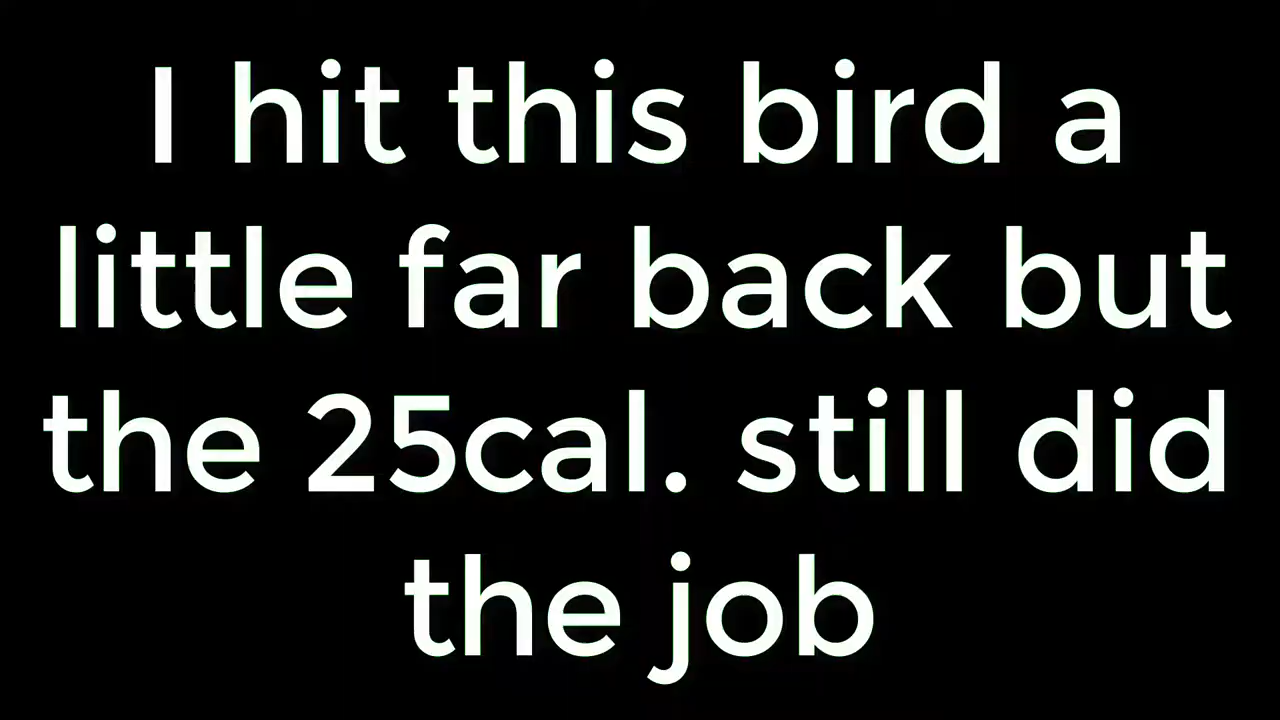 I hit this bird a
little far back but
the 25cal. still did
the job